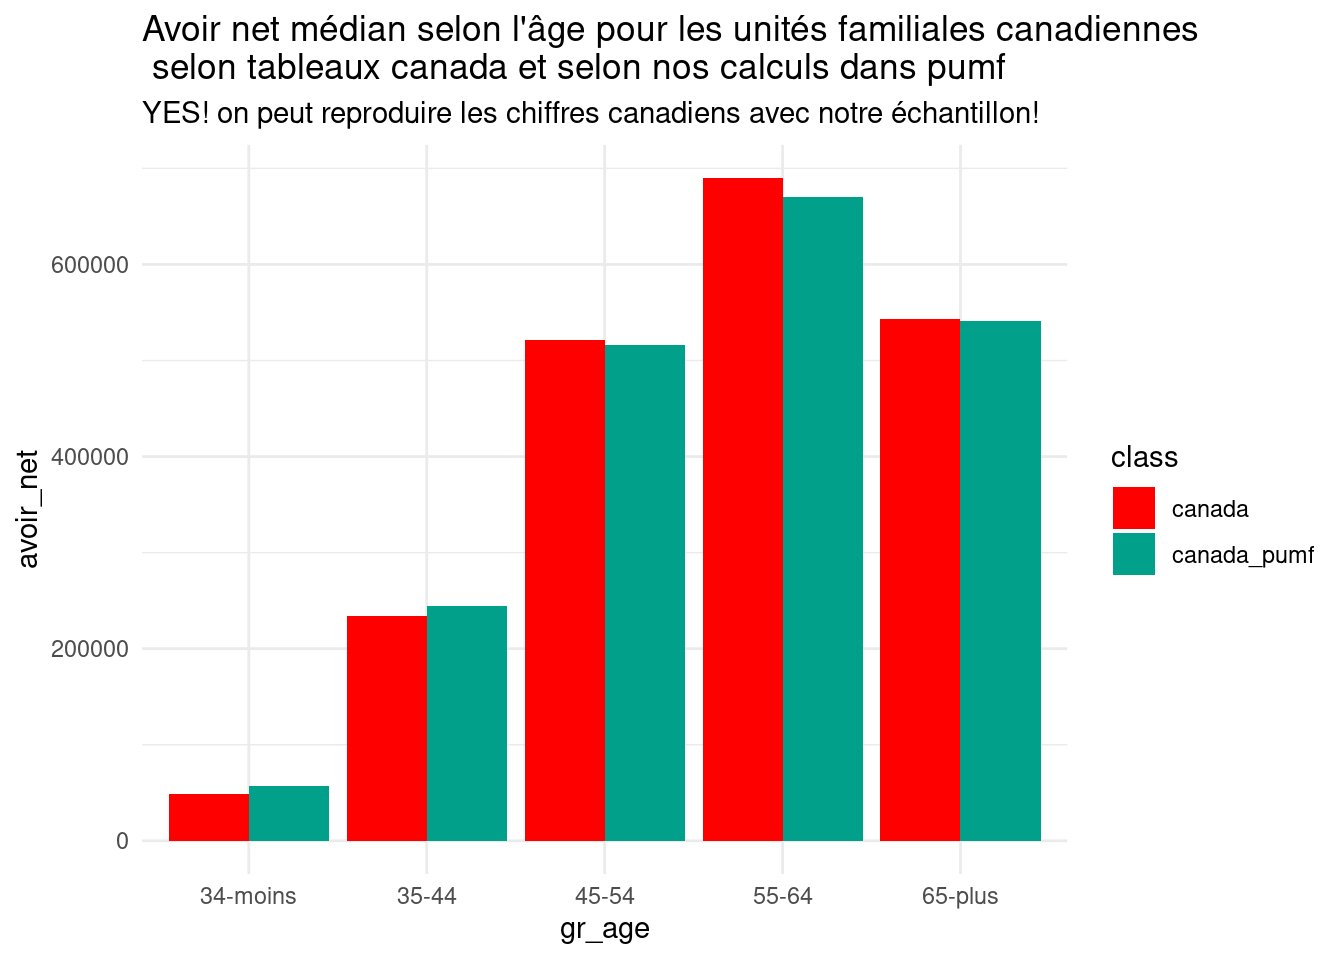 Avoir net médian selon l'âge pour les unités familiales canadiennes
selon tableaux canada et selon nos calculs dans pumf
YES! on peut reproduire les chiffres canadiens avec notre échantillon!
avoir_net
600000
400000
200000
0
34-moins
35-44
45-54
55-64
65-plus
gr_age
class
canada
canada_pumf